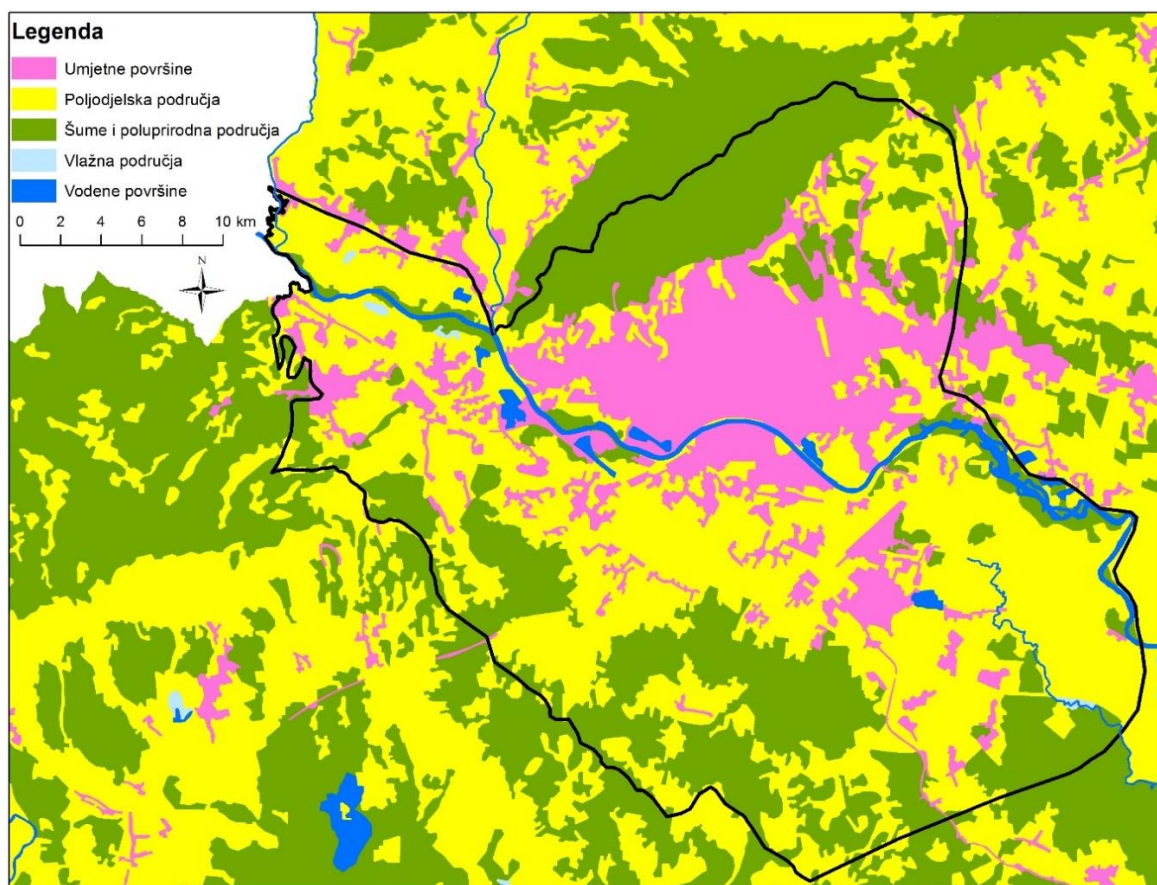 Legenda
Umjetne površine
Poljodjelska područja
Šume i poluprirodna područja
Vlažna područja
Vodene površine
0 2 4 6 8 10 km
N